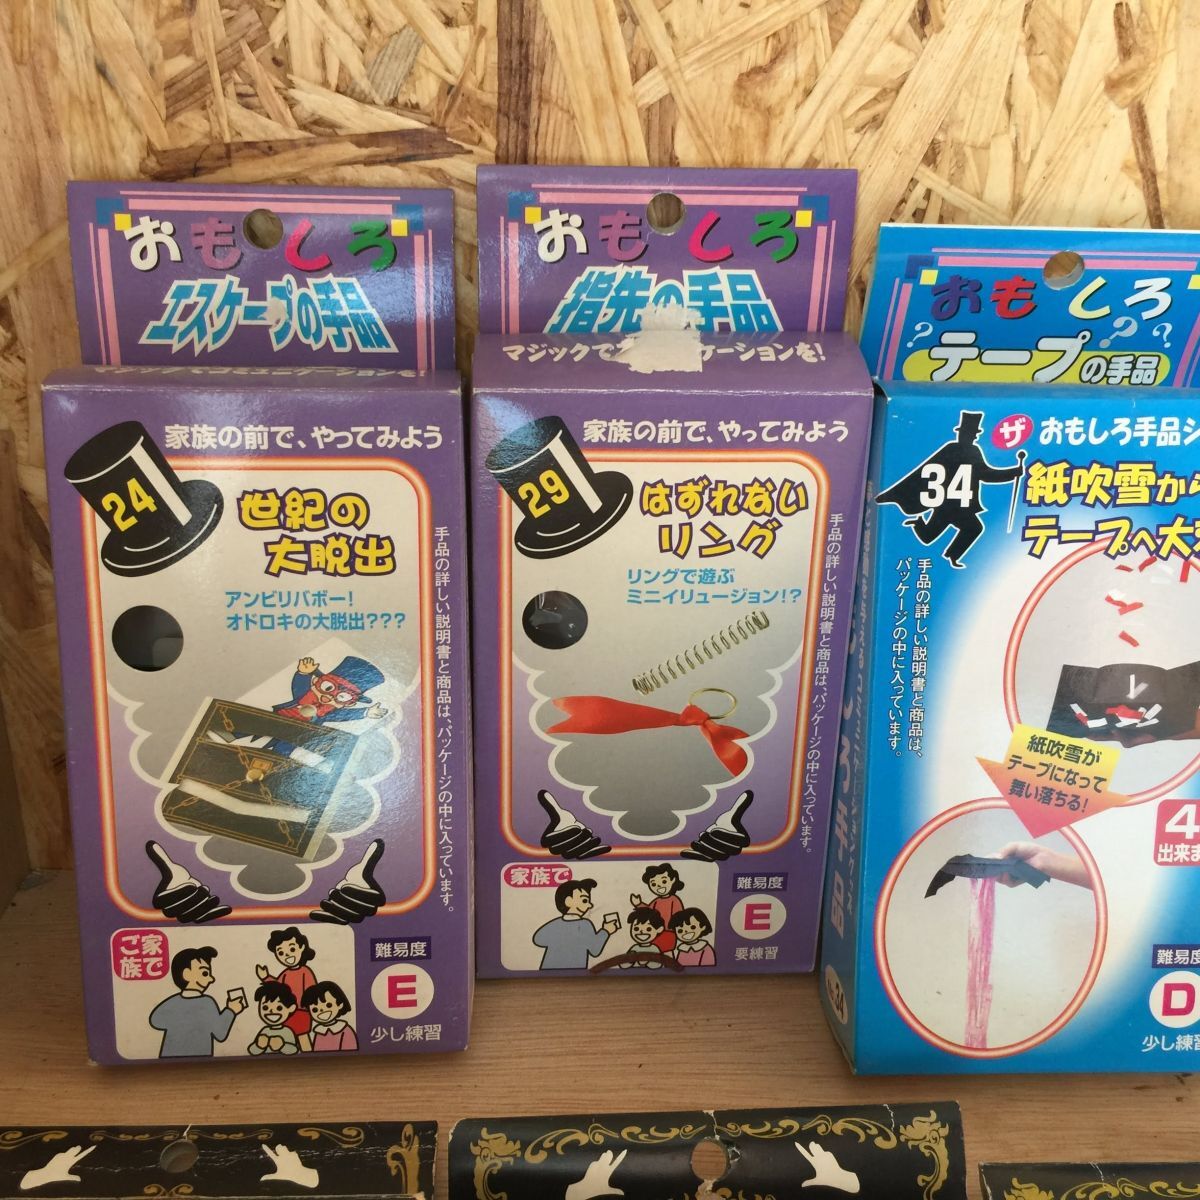 おもしろ
エスケープの手品
家族の前で、やってみよう
24
世紀の
大脱出
アンビリバボー!
オドロキの大脱出???
手品の詳しい説明書と商品は、パッケージの中に入っています。
ご家
族で
難易度
E
少し練習
おもしろ
指先の手品
マジックで
ケーションを!
家族の前で、やってみよう
29
はずれない
リング
リングで遊ぶ
ミニイリュージョン!?
手品の詳しい説明書と商品は、パッケージの中に入っています。
家族で
難易度
E
要練習
おもしろ
テープの手品
ザ おもしろ手品シ
34
紙吹雪から
テープへ大
手品の詳しい説明書と商品は、
パッケージの中に入っています。
紙吹雪が
テープになって
舞い落ちる!
4
出来ま
難易度
D
少し練習
34